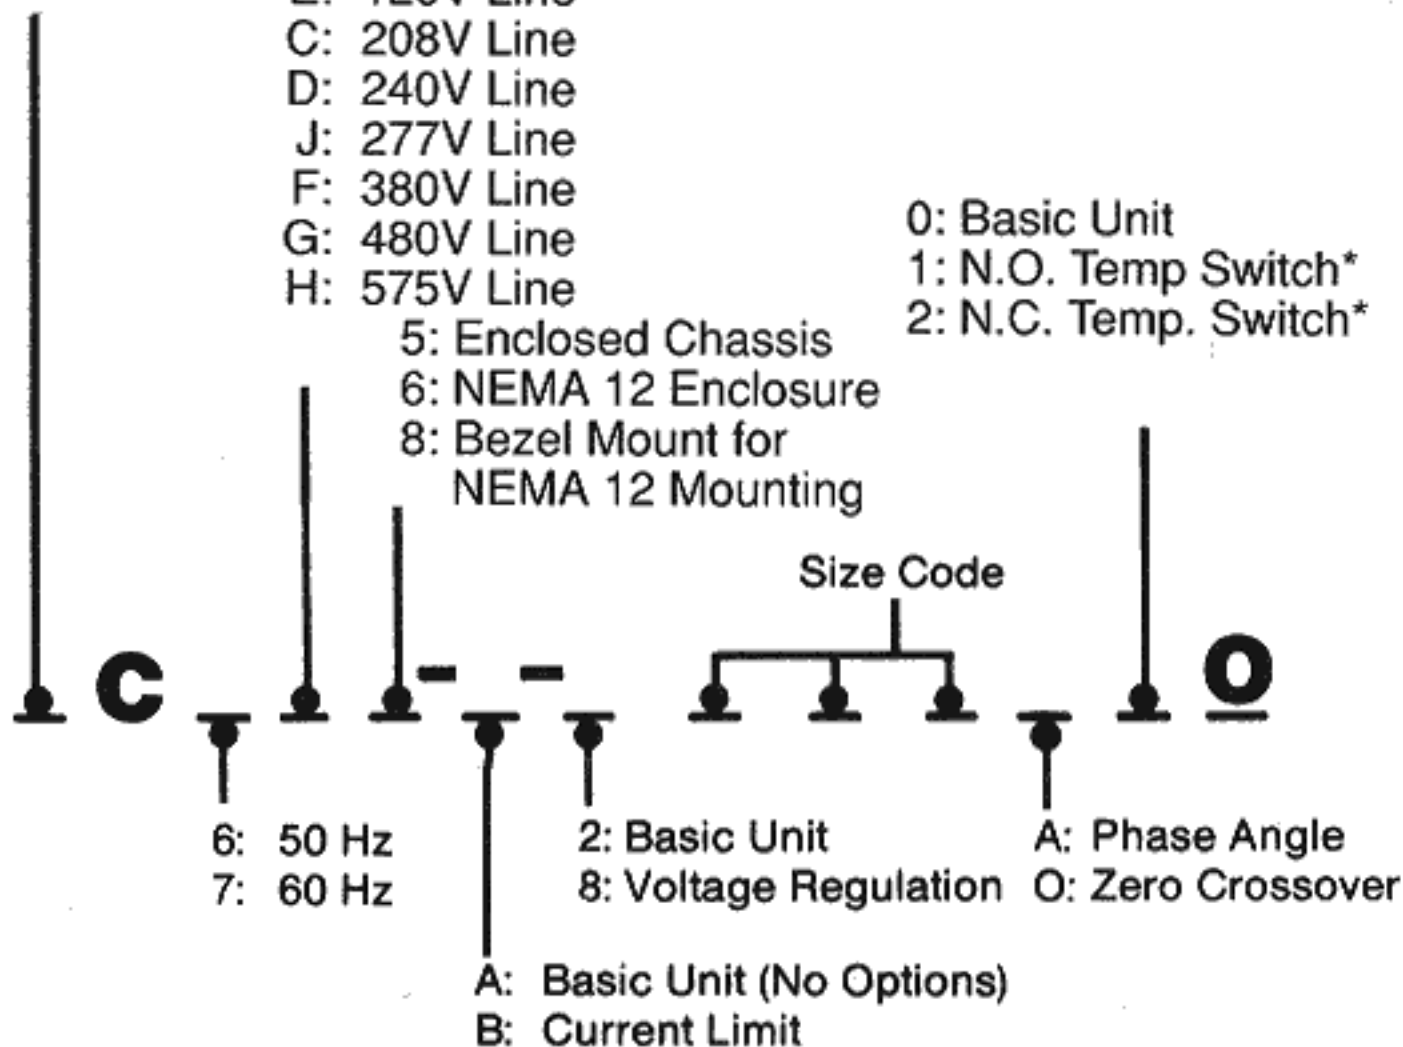 C: 208V Line
D: 240V Line
J: 277V Line
F: 380V Line
G: 480V Line
H: 575V Line
0: Basic Unit
1: N.O. Temp Switch*
2: N.C. Temp. Switch*
5: Enclosed Chassis
6: NEMA 12 Enclosure
8: Bezel Mount for
NEMA 12 Mounting
Size Code
C - - O
6: 50 Hz
7: 60 Hz
2: Basic Unit
8: Voltage Regulation
A: Phase Angle
O: Zero Crossover
A: Basic Unit (No Options)
B: Current Limit